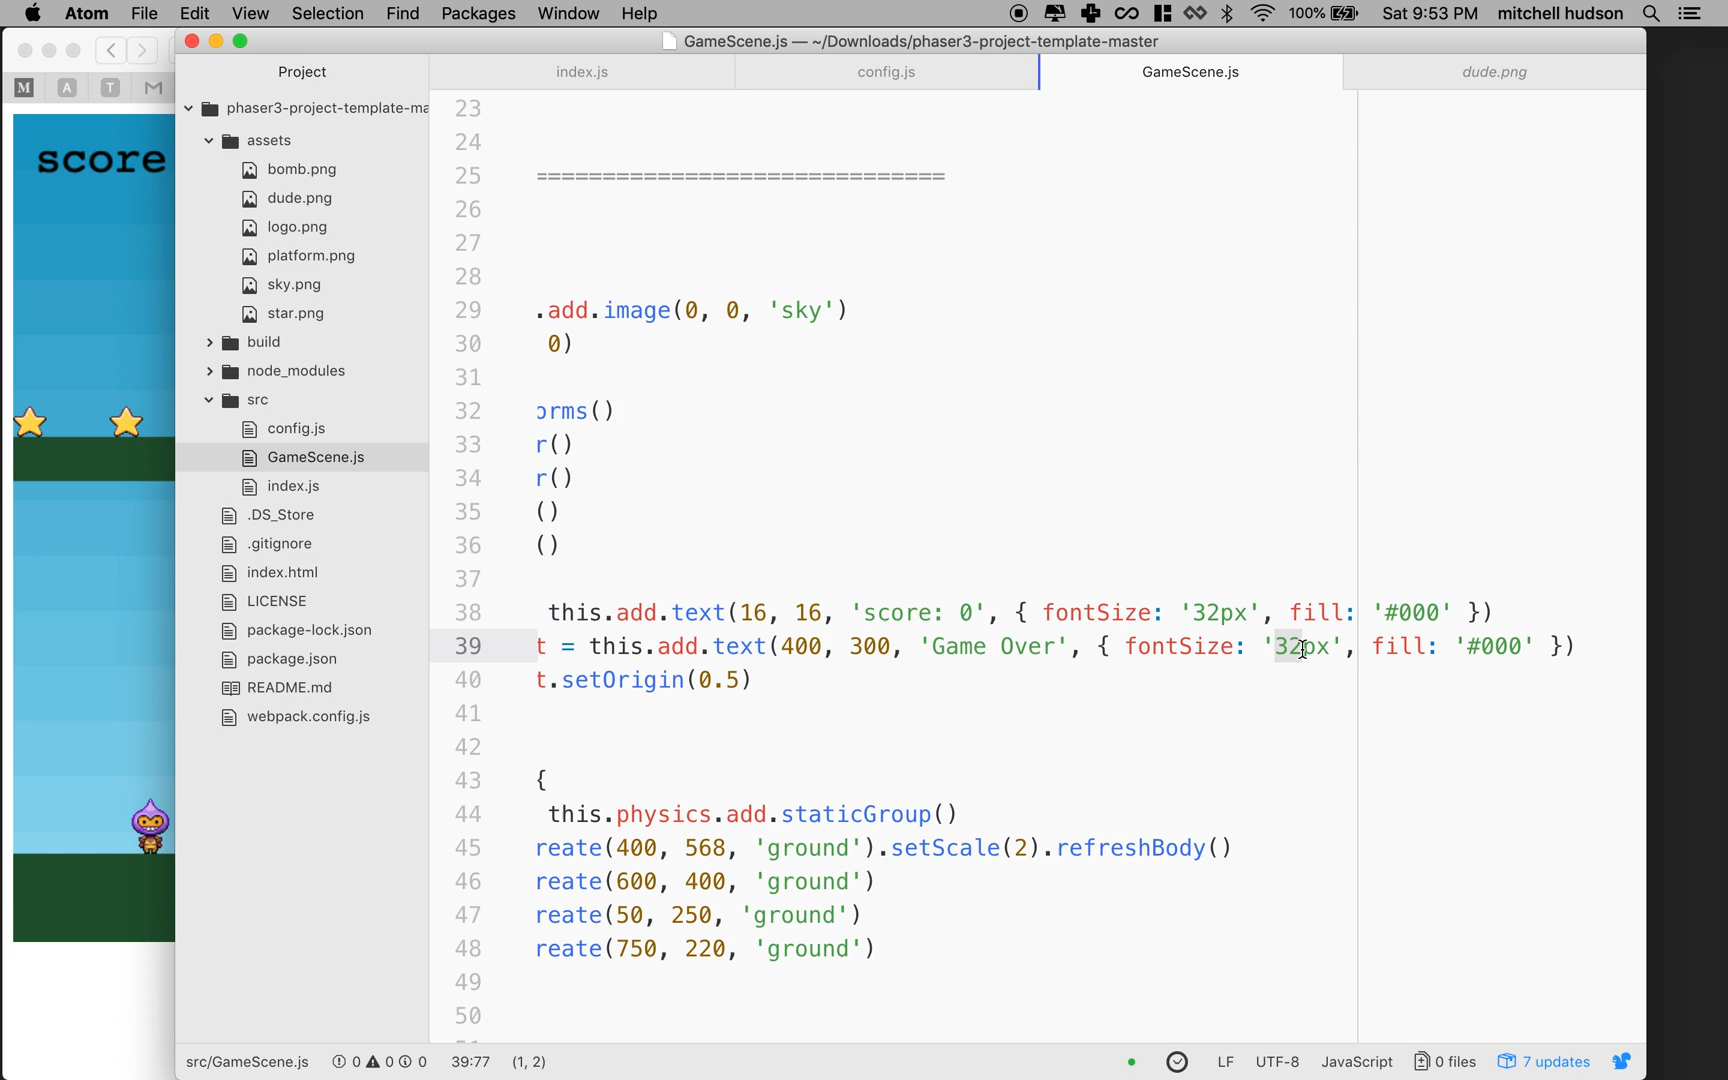 Atom File Edit View Selection Find Packages Window Help 100% Sat 9:53 PM mitchell hudson
GameScene.js — ~/Downloads/phaser3-project-template-master
M A T M
Project
index.js config.js GameScene.js dude.png
phaser3-project-template-ma
assets
bomb.png
dude.png
logo.png
platform.png
sky.png
star.png
build
node_modules
src
config.js
GameScene.js
index.js
.DS_Store
.gitignore
index.html
LICENSE
package-lock.json
package.json
README.md
webpack.config.js
score
23
24
25 ==============================
26
27
28
29 .add.image(0, 0, 'sky')
30 0)
31
32 orms()
33 r()
34 r()
35 ()
36 ()
37
38 this.add.text(16, 16, 'score: 0', { fontSize: '32px', fill: '#000' })
39 t = this.add.text(400, 300, 'Game Over', { fontSize: '32px', fill: '#000' })
40 t.setOrigin(0.5)
41
42
43 {
44 this.physics.add.staticGroup()
45 reate(400, 568, 'ground').setScale(2).refreshBody()
46 reate(600, 400, 'ground')
47 reate(50, 250, 'ground')
48 reate(750, 220, 'ground')
49
50
src/GameScene.js 0 0 0 39:77 (1, 2) LF UTF-8 JavaScript 0 files 7 updates